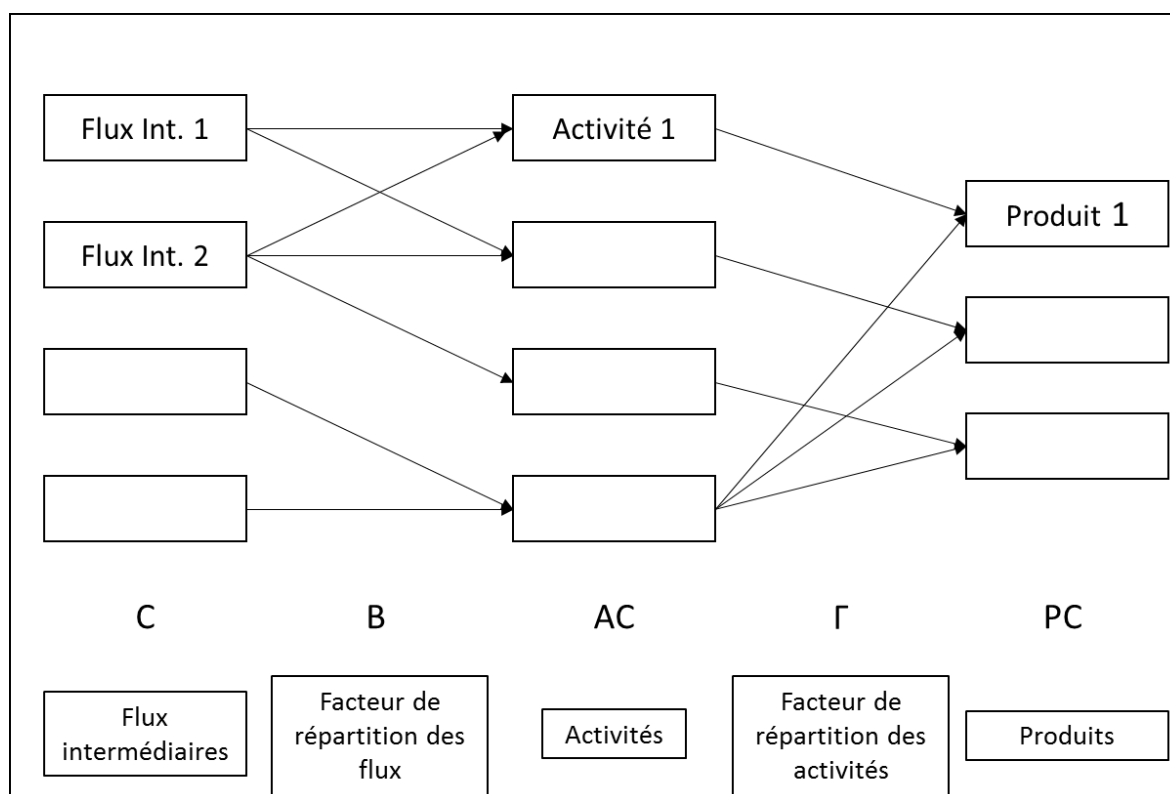 Flux Int. 1
Activité 1
Produit 1
Flux Int. 2
C
B
AC
Γ
PC
Flux
intermédiaires
Facteur de
répartition des
flux
Activités
Facteur de
répartition des
activités
Produits